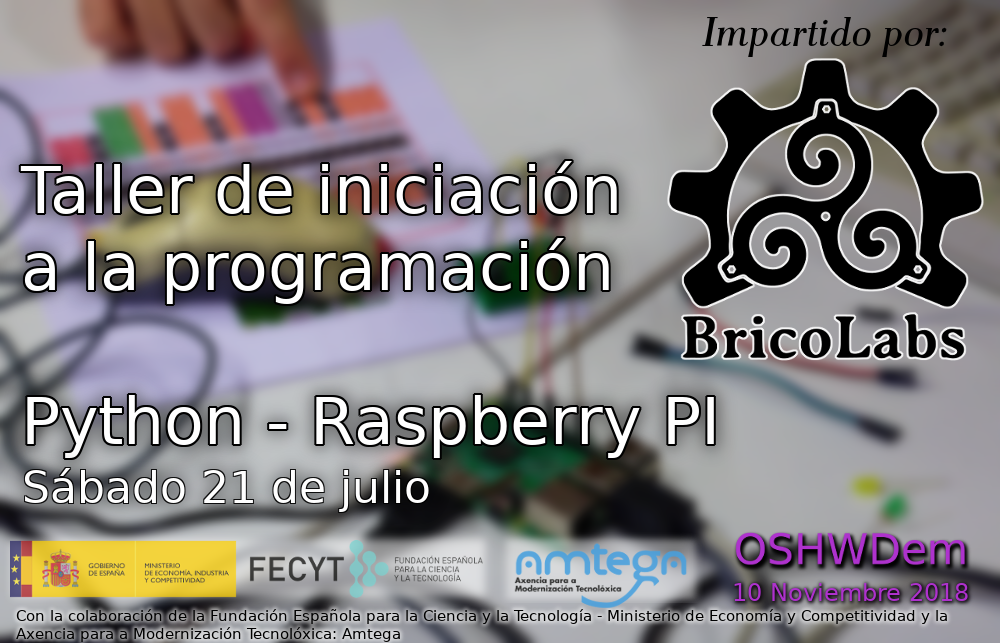 Impartido por:
Taller de iniciación
a la programación
BricoLabs
Python - Raspberry PI
Sábado 21 de julio
GOBIERNO
DE ESPAÑA
MINISTERIO
DE ECONOMÍA, INDUSTRIA
Y COMPETITIVIDAD
FECYT
FUNDACIÓN ESPAÑOLA
PARA LA CIENCIA
Y LA TECNOLOGÍA
amtega
Axencia para a
Modernización Tecnolóxica
OSHWDem
10 Noviembre 2018
Con la colaboración de la Fundación Española para la Ciencia y la Tecnología - Ministerio de Economía y Competitividad y la
Axencia para a Modernización Tecnolóxica: Amtega